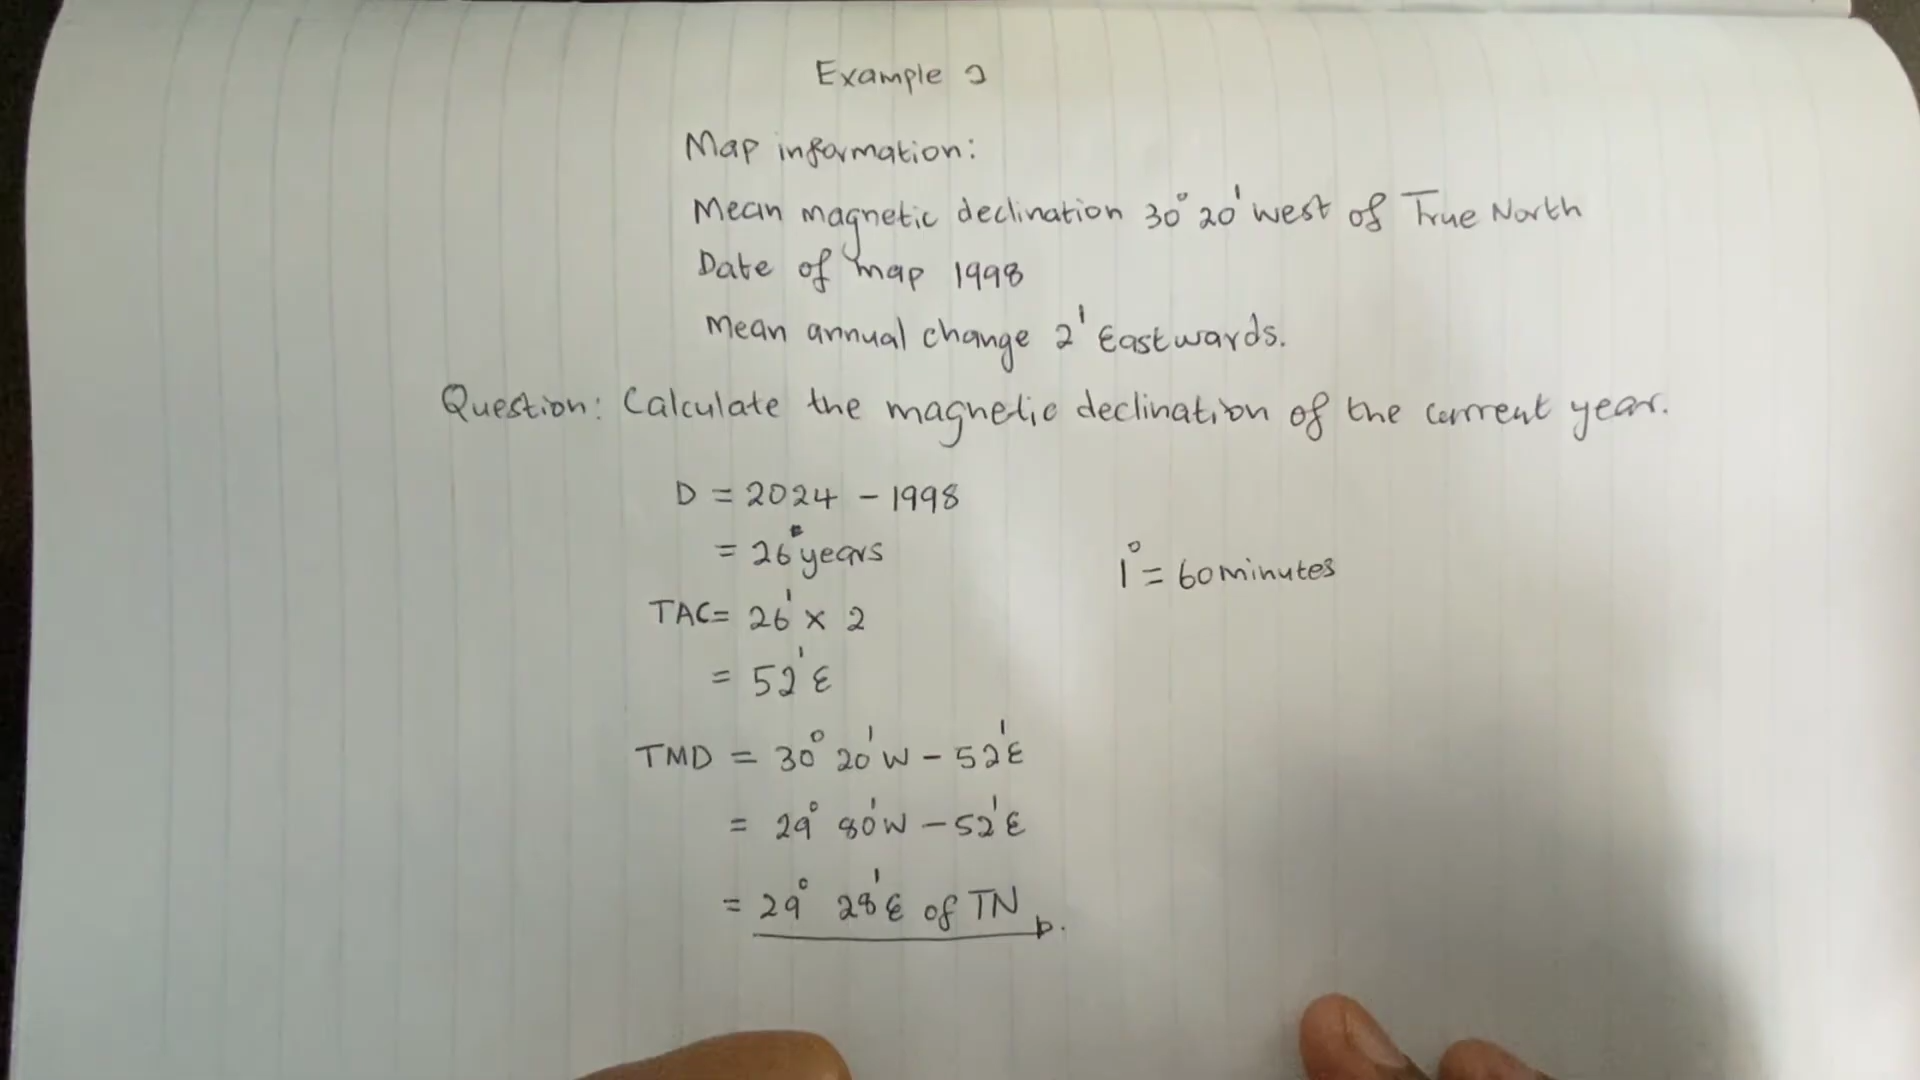 Example 2
Map information:
Mean magnetic declination 30° 20' west of True North
Date of map 1998
Mean annual change 2' Eastwards.
Question: Calculate the magnetic declination of the current year.
D = 2024 - 1998
= 26 years
1° = 60 minutes
TAC = 26' x 2
= 52' E
TMD = 30° 20' W - 52' E
= 29° 80' W - 52' E
= 29° 28' E of TN